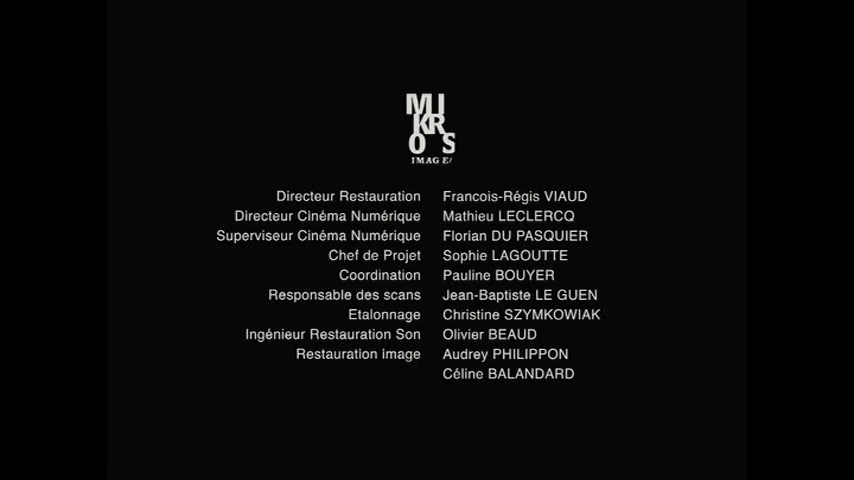 MIKROS
IMAGE/
Directeur Restauration Francois-Régis VIAUD
Directeur Cinéma Numérique Mathieu LECLERCQ
Superviseur Cinéma Numérique Florian DU PASQUIER
Chef de Projet Sophie LAGOUTTE
Coordination Pauline BOUYER
Responsable des scans Jean-Baptiste LE GUEN
Etalonnage Christine SZYMKOWIAK
Ingénieur Restauration Son Olivier BEAUD
Restauration image Audrey PHILIPPON
Céline BALANDARD